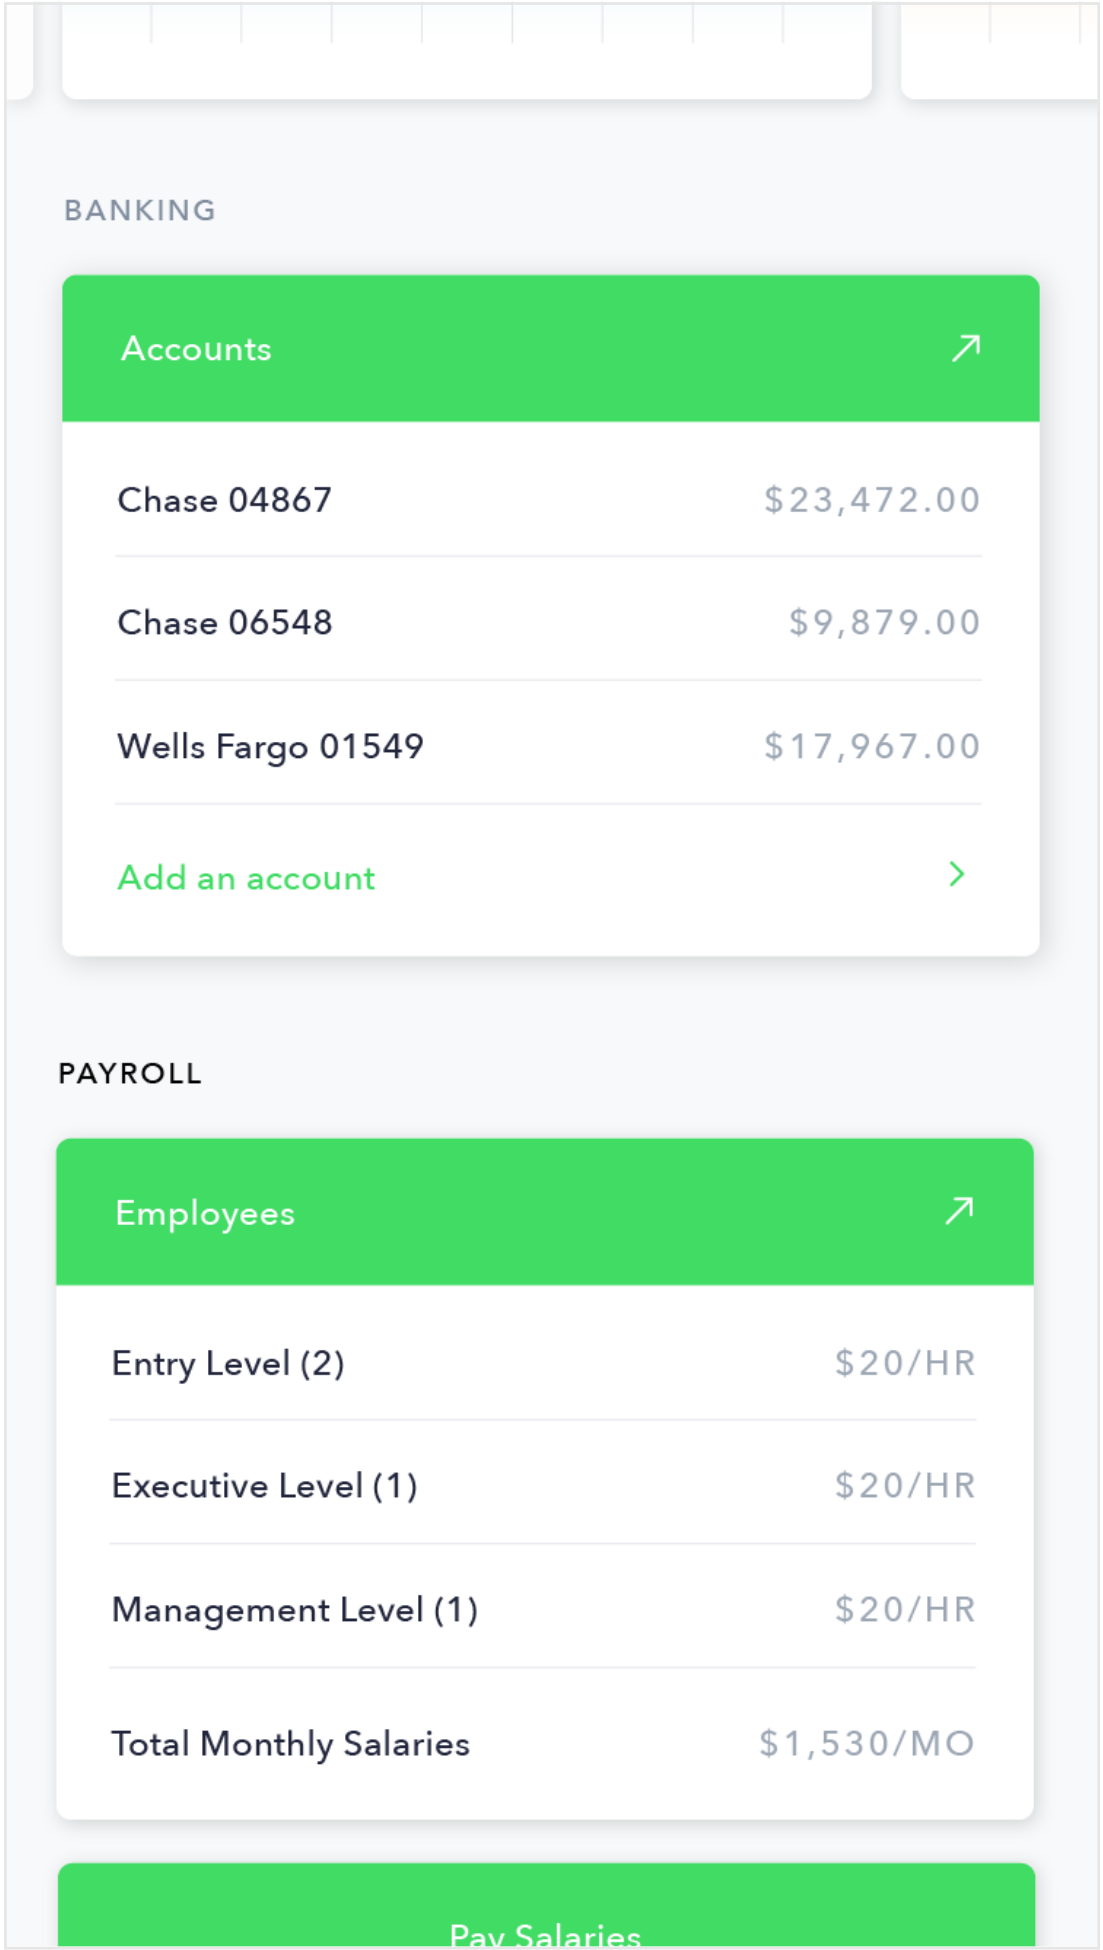 BANKING
Accounts
Chase 04867 $23,472.00
Chase 06548 $9,879.00
Wells Fargo 01549 $17,967.00
Add an account
PAYROLL
Employees
Entry Level (2) $20/HR
Executive Level (1) $20/HR
Management Level (1) $20/HR
Total Monthly Salaries $1,530/MO
Pay Salaries